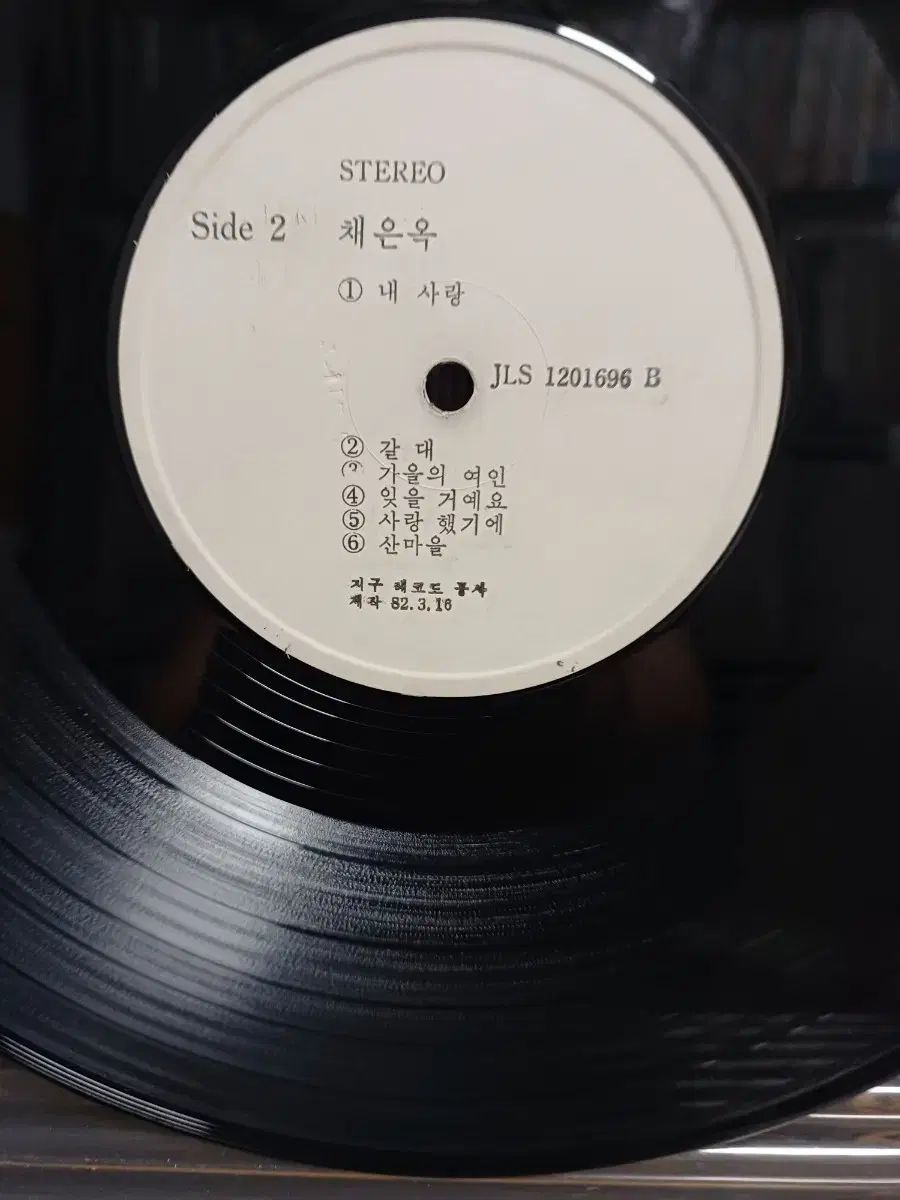 STEREO
Side 2 채은옥
① 내 사랑
JLS 1201696 B
② 갈 대
③ 가을의 여인
④ 잊을 거예요
⑤ 사랑 했기에
⑥ 산마을
지구 레코드 공사
제작 82.3.16